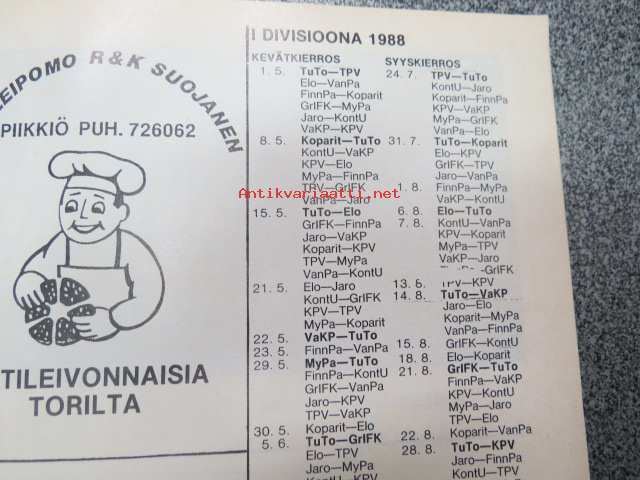 LEIPOMO R&K SUOJANEN
PIIKKIÖ PUH. 726062
TILEIVONNAISIA
TORILTA
I DIVISIOONA 1988
KEVÄTKIERROS
1. 5. TuTo—TPV
Elo—VanPa
FinnPa—Koparit
GrIFK—MyPa
Jaro—KontU
VaKP—KPV
8. 5. Koparit—TuTo
KontU—VaKP
KPV—Elo
MyPa—FinnPa
TPV—GrIFK
VanPa—Jaro
15. 5. TuTo—Elo
GrIFK—FinnPa
Jaro—VaKP
Koparit—KPV
TPV—MyPa
VanPa—KontU
21. 5. Elo—Jaro
KontU—GrIFK
KPV—TPV
MyPa—Koparit
22. 5. VaKP—TuTo
23. 5. FinnPa—VanPa
29. 5. MyPa—TuTo
FinnPa—KontU
GrIFK—VanPa
Jaro—KPV
TPV—VaKP
30. 5. Koparit—Elo
5. 6. TuTo—GrIFK
Elo—TPV
Jaro—MyPa
SYYSKIERROS
24. 7. TPV—TuTo
KontU—Jaro
Koparit—FinnPa
KPV—VaKP
MyPa—GrIFK
VanPa—Elo
31. 7. TuTo—Koparit
Elo—KPV
GrIFK—TPV
Jaro—VanPa
1. 8. FinnPa—MyPa
VaKP—KontU
6. 8. Elo—TuTo
7. 8. KontU—VanPa
KPV—Koparit
MyPa—TPV
VaKP—Jaro
—GrIFK
13. 8. TPV—KPV
14. 8. TuTo—VaKP
Jaro—Elo
Koparit—MyPa
VanPa—FinnPa
15. 8. GrIFK—KontU
18. 8. Elo—Koparit
21. 8. GrIFK—TuTo
KontU—FinnPa
KPV—Jaro
VaKP—TPV
VanPa—GrIFK
MyPa—Jaro
TPV—Elo
22. 8. Koparit—VanPa
28. 8. TuTo—KPV
Jaro—FinnPa
KontU—TPV
Antikvariaatti.net